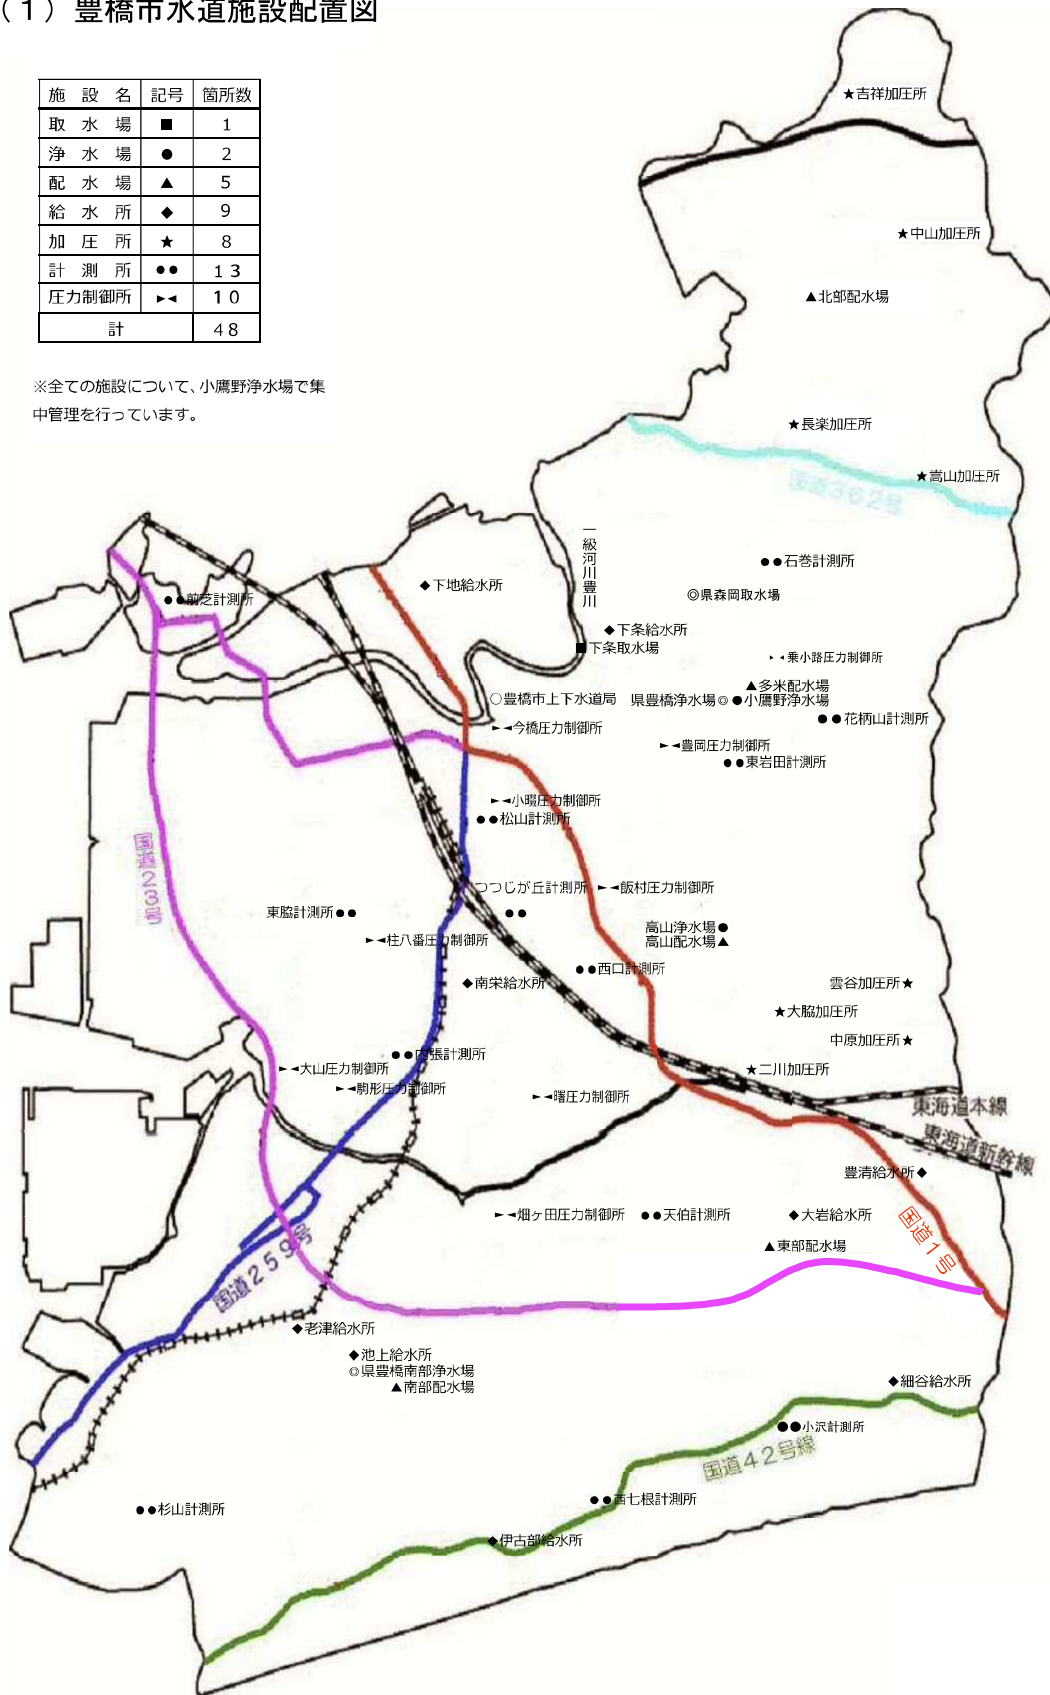 （１）豊橋市水道施設配置図
施　設　名 記号 箇所数
取　水　場 ■ 1
浄　水　場 ● 2
配　水　場 ▲ 5
給　水　所 ◆ 9
加　圧　所 ★ 8
計　測　所 ●● 13
圧力制御所 ►◄ 10
計 48
※全ての施設について、小鷹野浄水場で集
中管理を行っています。
★吉祥加圧所
★中山加圧所
▲北部配水場
★長楽加圧所
★嵩山加圧所
国道362号
一級河川豊川
●●石巻計測所
◆下地給水所
◎県森岡取水場
●●前芝計測所
◆下条給水所
■下条取水場
►◄乗小路圧力制御所
▲多米配水場
○豊橋市上下水道局
県豊橋浄水場◎●小鷹野浄水場
●●花柄山計測所
►◄今橋圧力制御所
►◄豊岡圧力制御所
●●東岩田計測所
►◄小畷圧力制御所
●●松山計測所
国道23号
つつじが丘計測所
●●
►◄飯村圧力制御所
東脇計測所●●
高山浄水場●
►◄柱八番圧力制御所
高山配水場▲
●●西口計測所
◆南栄給水所
雲谷加圧所★
★大脇加圧所
中原加圧所★
●●内張計測所
►◄大山圧力制御所
★二川加圧所
►◄駒形圧力制御所
►◄曙圧力制御所
東海道本線
東海道新幹線
豊清給水所◆
►◄畑ヶ田圧力制御所
●●天伯計測所
◆大岩給水所
国道1号
▲東部配水場
国道259号
◆老津給水所
◆池上給水所
◎県豊橋南部浄水場
▲南部配水場
◆細谷給水所
●●小沢計測所
国道42号線
●●西七根計測所
●●杉山計測所
◆伊古部給水所